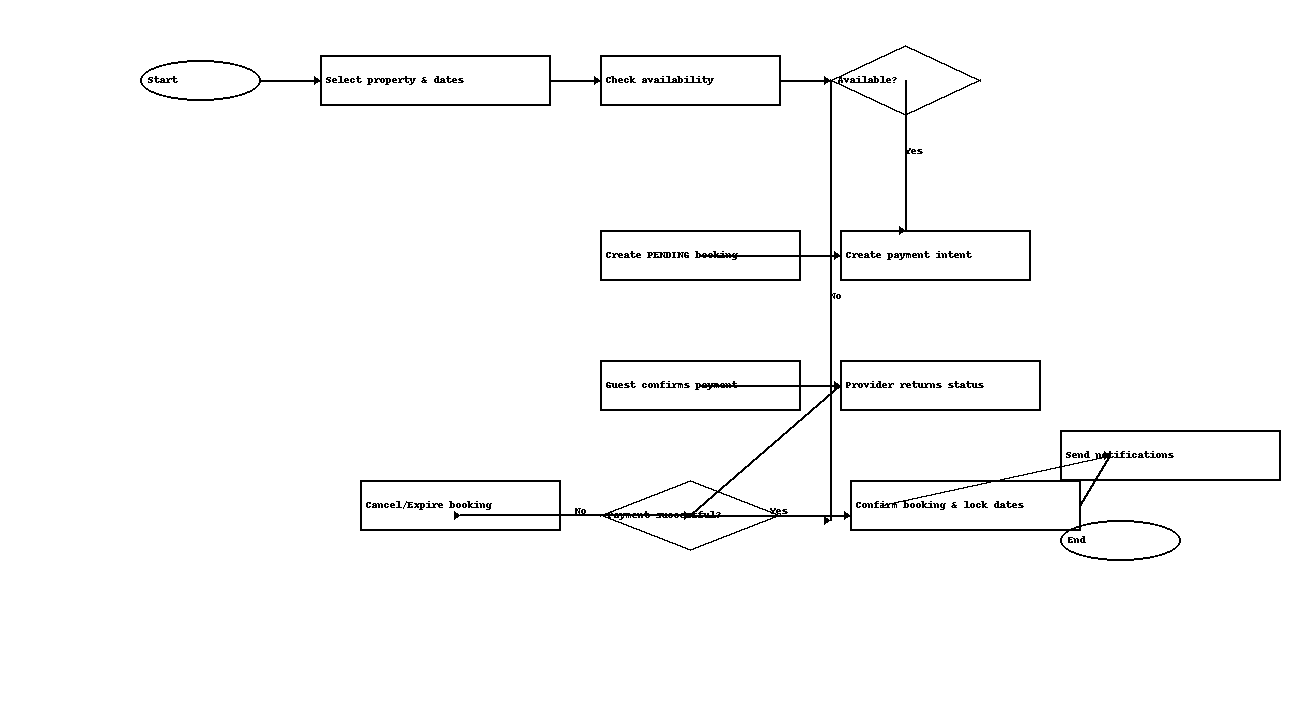 Start
Select property & dates
Check availability
Available?
Yes
Create PENDING booking
Create payment intent
No
Guest confirms payment
Provider returns status
Send notifications
Cancel/Expire booking
No
Payment successful?
Yes
Confirm booking & lock dates
End